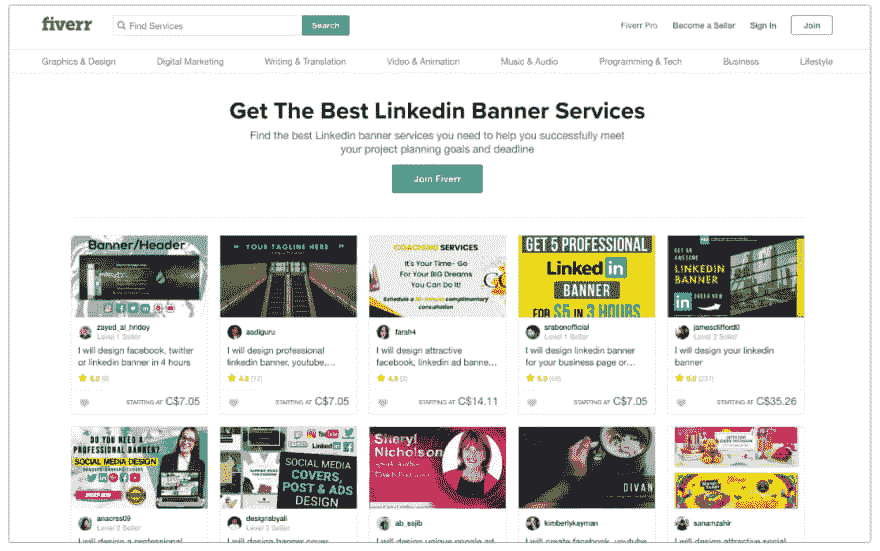 fiverr
Find Services
Search
Fiverr Pro
Become a Seller
Sign In
Join
Graphics & Design
Digital Marketing
Writing & Translation
Video & Animation
Music & Audio
Programming & Tech
Business
Lifestyle
Get The Best Linkedin Banner Services
Find the best Linkedin banner services you need to help you successfully meet
your project planning goals and deadline
Join Fiverr
Banner/Header
YOUR TAGLINE HERE
COACHING SERVICES
It's Your Time- Go
For Your BIG Dreams
You Can Do It!
Schedule a complimentary
consultation
GET 5 PROFESSIONAL
Linked in
BANNER
FOR $5 IN 3 HOURS
GET AN
AWESOME
LINKEDIN
BANNER
in
zayed_al_hridoy
Level 1 Seller
I will design facebook, twitter
or linkedin banner in 4 hours
5.0
STARTING AT C$7.05
asdiguru
I will design professional
linkedin banner, youtube,...
4.8 (12)
STARTING AT C$7.05
farah4
I will design attractive
facebook, linkedin ad banne...
STARTING AT C$14.11
srabonofficial
Level 1 Seller
I will design linkedin banner
for your business page or...
5.0
STARTING AT C$7.05
jamesclifford0
Level 2 Seller
I will design your linkedin
banner
5.0 (237)
STARTING AT C$35.26
DO YOU NEED A
PROFESSIONAL BANNER?
SOCIAL MEDIA DESIGN
SOCIAL MEDIA
COVERS,
POST & ADS
DESIGN
Sheryl
Nicholson
DIVAN
anacrss09
Level 2 Seller
I will design a professional
designsbyali
Level 2 Seller
I will design banner cover
ab_sajib
I will design unique google ad
kimberlykayman
I will create facebook, youtube
sanamzahir
I will design attractive social